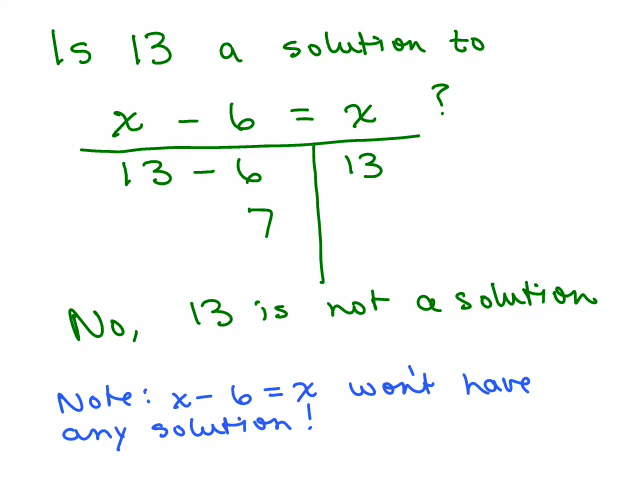 Is 13 a solution to
x - 6 = x ?
13 - 6 13
7
No, 13 is not a solution
Note: x - 6 = x won't have
any solution!